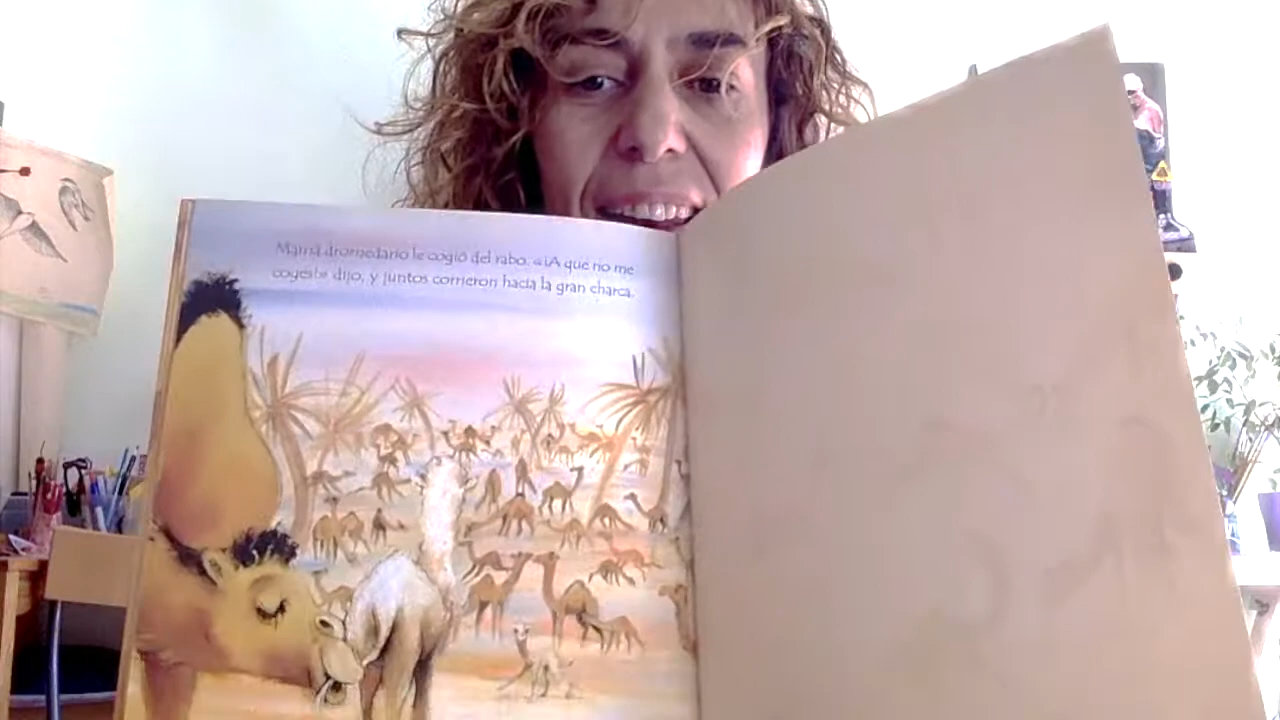 Mamá dromedario le cogió del rabo. «¡A que no me
coges!» dijo, y juntos corrieron hacia la gran charca.